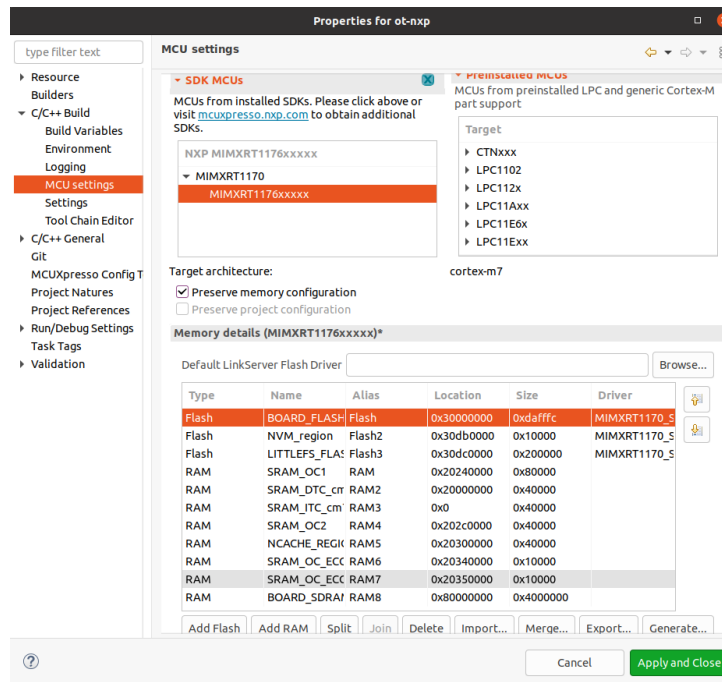 Properties for ot-nxp
type filter text
MCU settings
Resource
Builders
C/C++ Build
Build Variables
Environment
Logging
MCU settings
Settings
Tool Chain Editor
C/C++ General
Git
MCUXpresso Config T
Project Natures
Project References
Run/Debug Settings
Task Tags
Validation
SDK MCUs
MCUs from installed SDKs. Please click above or
visit mcuxpresso.nxp.com to obtain additional
SDKs.
NXP MIMXRT1176xxxxx
MIMXRT1170
MIMXRT1176xxxxx
Preinstalled MCUs
MCUs from preinstalled LPC and generic Cortex-M
part support
Target
CTNxxx
LPC1102
LPC112x
LPC11Axx
LPC11E6x
LPC11Exx
Target architecture: cortex-m7
Preserve memory configuration
Preserve project configuration
Memory details (MIMXRT1176xxxxx)*
Default LinkServer Flash Driver Browse...
Type Name Alias Location Size Driver
Flash BOARD_FLASH Flash 0x30000000 0xdafffc MIMXRT1170_S
Flash NVM_region Flash2 0x30db0000 0x10000 MIMXRT1170_S
Flash LITTLEFS_FLAS Flash3 0x30dc0000 0x200000 MIMXRT1170_S
RAM SRAM_OC1 RAM 0x20240000 0x80000
RAM SRAM_DTC_cm RAM2 0x20000000 0x40000
RAM SRAM_ITC_cm RAM3 0x0 0x40000
RAM SRAM_OC2 RAM4 0x202c0000 0x40000
RAM NCACHE_REGI RAM5 0x20300000 0x40000
RAM SRAM_OC_ECC RAM6 0x20340000 0x10000
RAM SRAM_OC_ECC RAM7 0x20350000 0x10000
RAM BOARD_SDRAM RAM8 0x80000000 0x4000000
Add Flash Add RAM Split Join Delete Import... Merge... Export... Generate...
Cancel Apply and Close